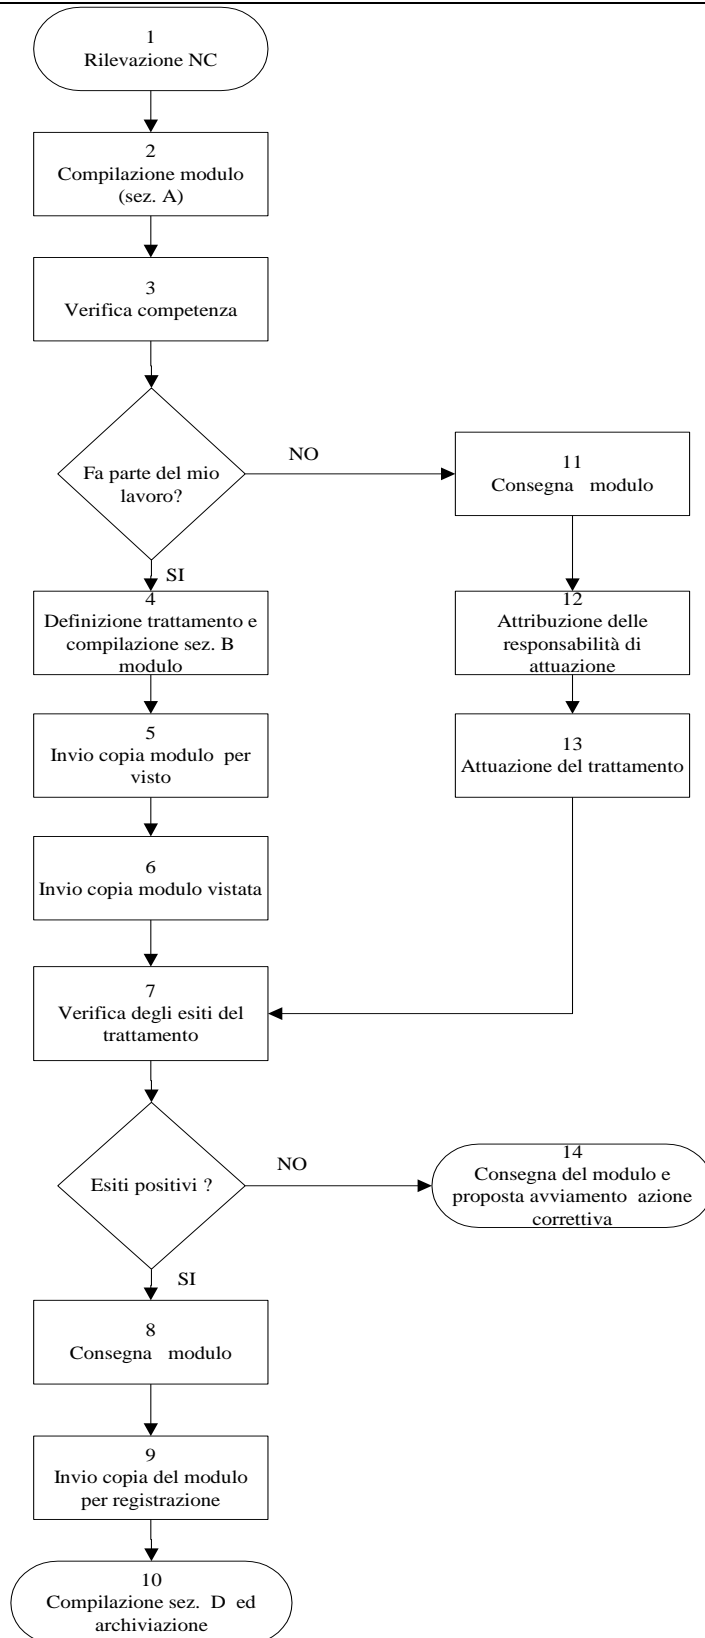 1
Rilevazione NC
2
Compilazione modulo
(sez. A)
3
Verifica competenza
Fa parte del mio
lavoro?
NO
11
Consegna modulo
SI
4
Definizione trattamento e
compilazione sez. B
modulo
12
Attribuzione delle
responsabilità di
attuazione
5
Invio copia modulo per
visto
13
Attuazione del trattamento
6
Invio copia modulo vistata
7
Verifica degli esiti del
trattamento
Esiti positivi ?
NO
14
Consegna del modulo e
proposta avviamento azione
correttiva
SI
8
Consegna modulo
9
Invio copia del modulo
per registrazione
10
Compilazione sez. D ed
archiviazione